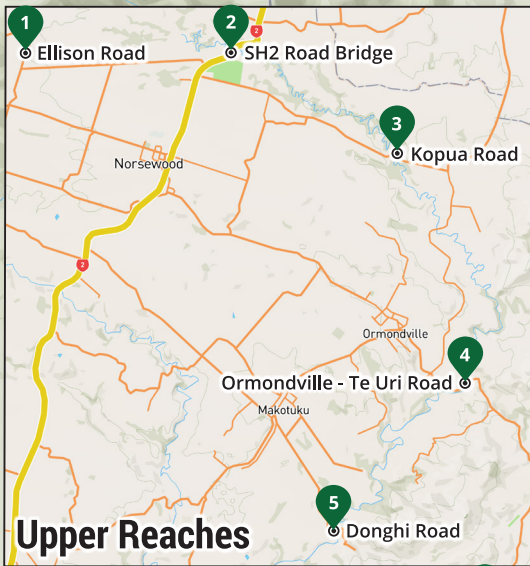 1
Ellison Road
2
2
SH2 Road Bridge
3
Kopua Road
Norsewood
2
Ormondville
4
Ormondville - Te Uri Road
Makotuku
5
Donghi Road
Upper Reaches